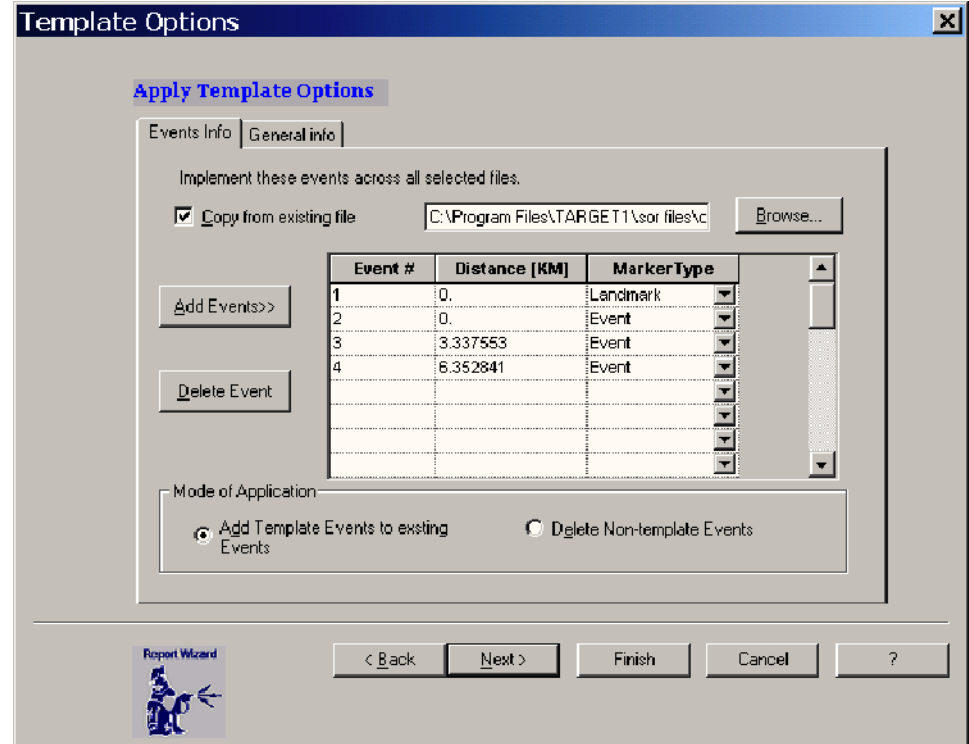 Template Options
Apply Template Options
Events Info General info
Implement these events across all selected files.
Copy from existing file C:\Program Files\TARGET1\sor files\c Browse...
Event # Distance [KM] MarkerType
Add Events>>
1 0. Landmark
2 0. Event
3 3.337553 Event
4 6.352841 Event
Delete Event
Mode of Application
Add Template Events to exsting
Events
Delete Non-template Events
Report Wizard
< Back Next > Finish Cancel ?